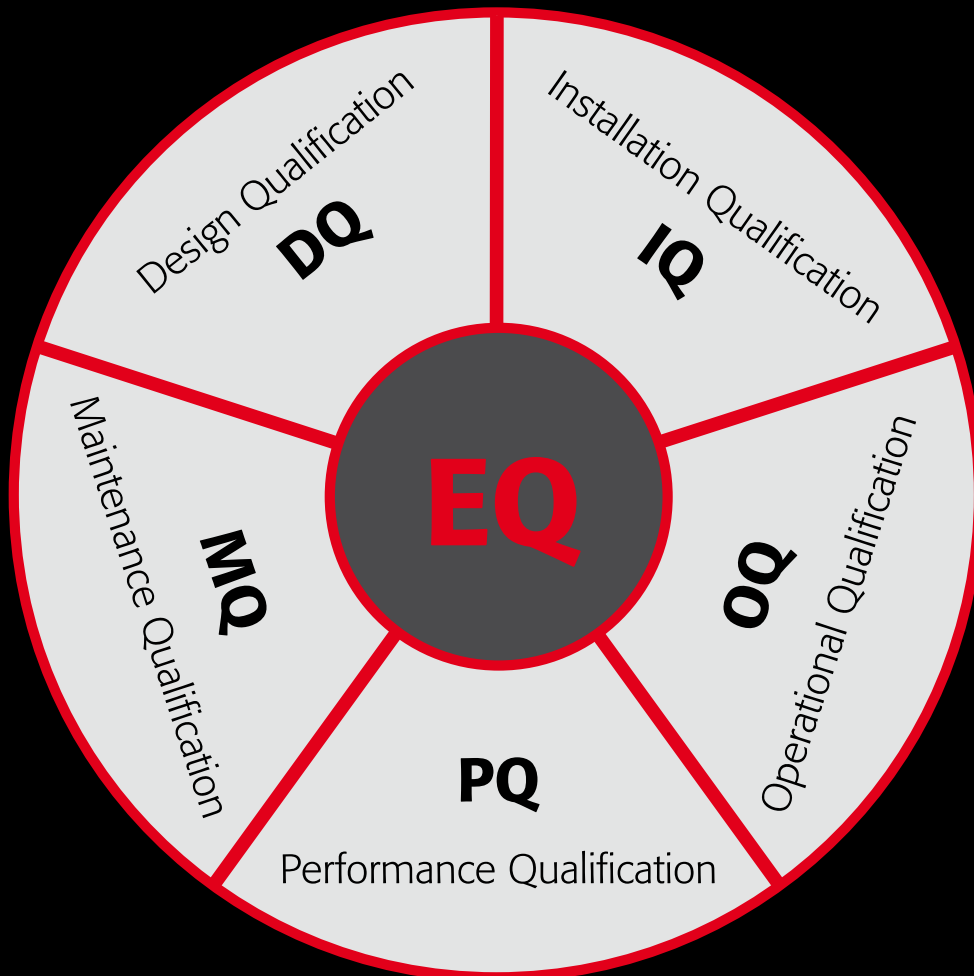 Design Qualification
DQ
Installation Qualification
IQ
EQ
Operational Qualification
OQ
PQ
Performance Qualification
Maintenance Qualification
MQ